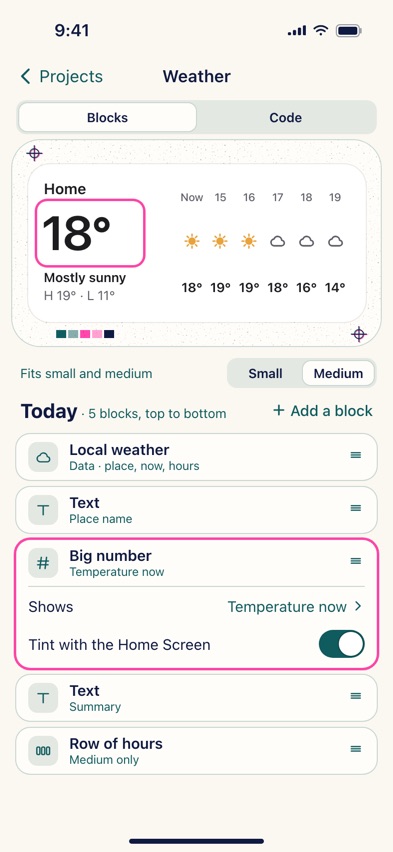 9:41
Projects
Weather
Blocks
Code
Home
18°
Mostly sunny
H 19° · L 11°
Now 15 16 17 18 19
18° 19° 19° 18° 16° 14°
Fits small and medium
Small
Medium
Today · 5 blocks, top to bottom
+ Add a block
Local weather
Data · place, now, hours
T
Text
Place name
#
Big number
Temperature now
Shows
Temperature now
Tint with the Home Screen
T
Text
Summary
Row of hours
Medium only